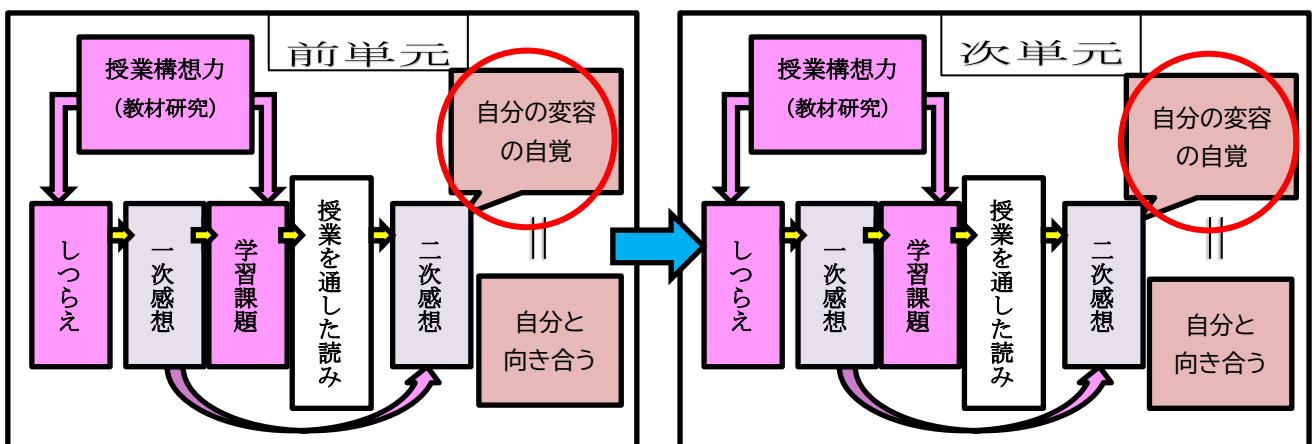 前単元
授業構想力
（教材研究）
自分の変容
の自覚
しつらえ
一次感想
学習課題
授業を通した読み
二次感想
＝
自分と
向き合う
次単元
授業構想力
（教材研究）
自分の変容
の自覚
しつらえ
一次感想
学習課題
授業を通した読み
二次感想
＝
自分と
向き合う